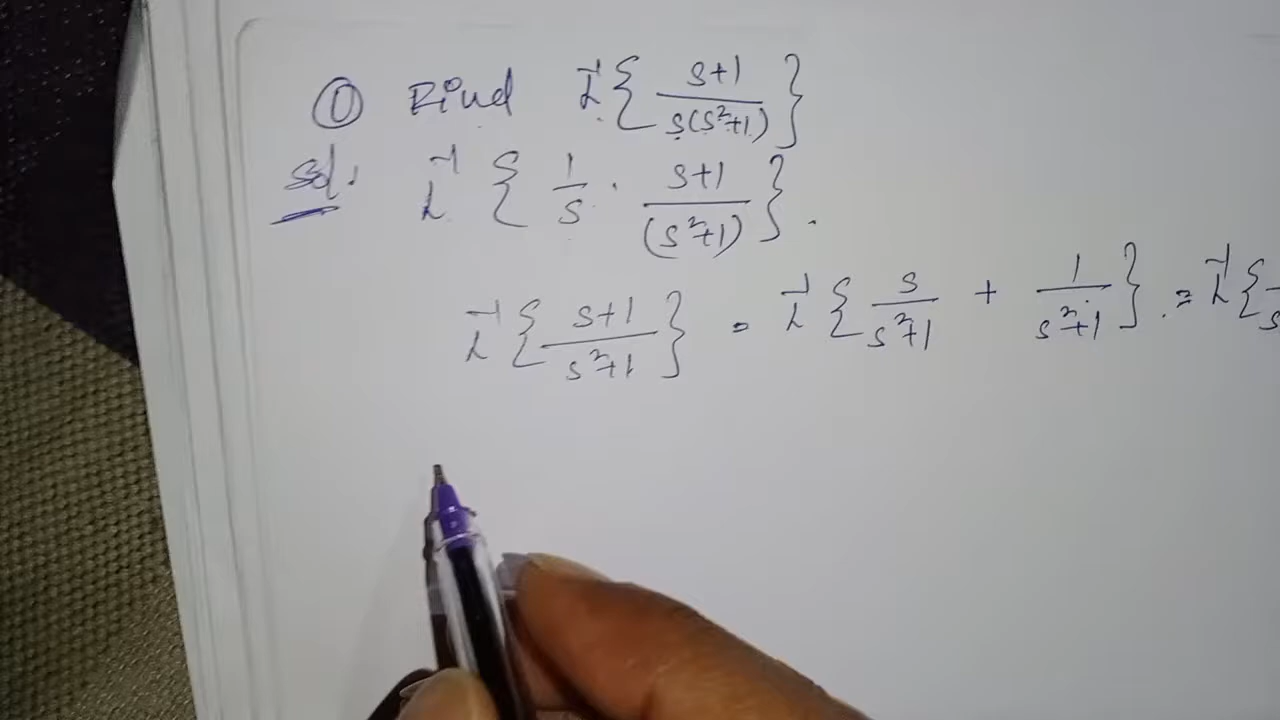 ① Find L⁻¹{ s+1 / s(s²+1) }
Sol: L⁻¹ { 1/s · s+1 / (s²+1) }.
L⁻¹{ s+1 / s²+1 } = L⁻¹{ s / s²+1 + 1 / s²+1 }. = L⁻¹{ s